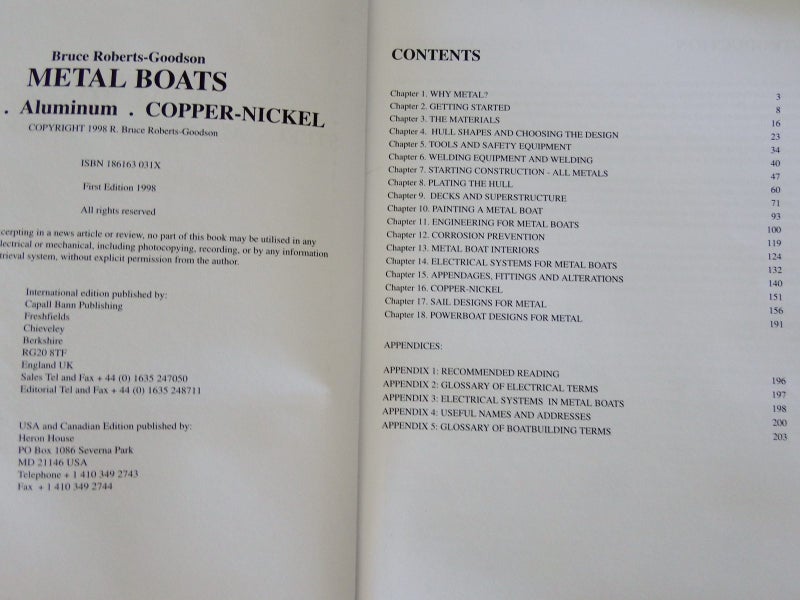 Bruce Roberts-Goodson
METAL BOATS
. Aluminum . COPPER-NICKEL
COPYRIGHT 1998 R. Bruce Roberts-Goodson
ISBN 186163 031X
First Edition 1998
All rights reserved
cerpting in a news article or review, no part of this book may be utilised in any
lectrical or mechanical, including photocopying, recording, or by any information
trieval system, without explicit permission from the author.
International edition published by:
Capall Bann Publishing
Freshfields
Chieveley
Berkshire
RG20 8TF
England UK
Sales Tel and Fax + 44 (0) 1635 247050
Editorial Tel and Fax + 44 (0) 1635 248711
USA and Canadian Edition published by:
Heron House
PO Box 1086 Severna Park
MD 21146 USA
Telephone + 1 410 349 2743
Fax + 1 410 349 2744
CONTENTS
Chapter 1. WHY METAL? 3
Chapter 2. GETTING STARTED 8
Chapter 3. THE MATERIALS 16
Chapter 4. HULL SHAPES AND CHOOSING THE DESIGN 23
Chapter 5. TOOLS AND SAFETY EQUIPMENT 34
Chapter 6. WELDING EQUIPMENT AND WELDING 40
Chapter 7. STARTING CONSTRUCTION - ALL METALS 47
Chapter 8. PLATING THE HULL 60
Chapter 9. DECKS AND SUPERSTRUCTURE 71
Chapter 10. PAINTING A METAL BOAT 93
Chapter 11. ENGINEERING FOR METAL BOATS 100
Chapter 12. CORROSION PREVENTION 119
Chapter 13. METAL BOAT INTERIORS 124
Chapter 14. ELECTRICAL SYSTEMS FOR METAL BOATS 132
Chapter 15. APPENDAGES, FITTINGS AND ALTERATIONS 140
Chapter 16. COPPER-NICKEL 151
Chapter 17. SAIL DESIGNS FOR METAL 156
Chapter 18. POWERBOAT DESIGNS FOR METAL 191
APPENDICES:
APPENDIX 1: RECOMMENDED READING 196
APPENDIX 2: GLOSSARY OF ELECTRICAL TERMS 197
APPENDIX 3: ELECTRICAL SYSTEMS IN METAL BOATS 198
APPENDIX 4: USEFUL NAMES AND ADDRESSES 200
APPENDIX 5: GLOSSARY OF BOATBUILDING TERMS 203